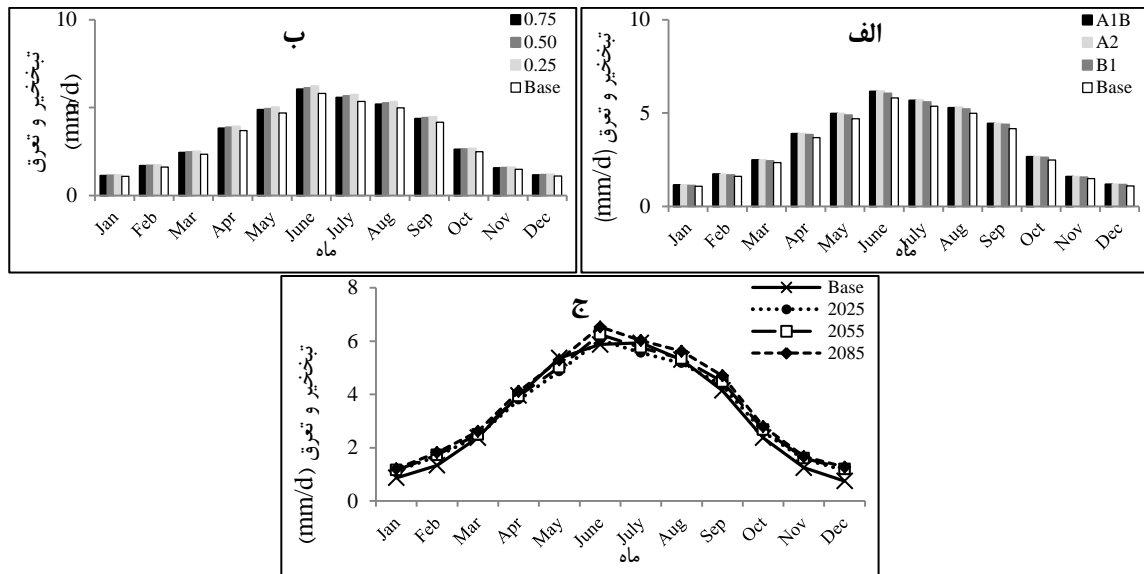 الف
A1B
A2
B1
Base
تبخخیر و تعرق (mm/d)
10
5
0
Jan
Feb
Mar
Apr
May
June
July
Aug
Sep
Oct
Nov
Dec
ماه
ب
0.75
0.50
0.25
Base
تبخخیر و تعرق
(mm/d)
10
0
Jan
Feb
Mar
Apr
May
June
July
Aug
Sep
Oct
Nov
Dec
ماه
ج
Base
2025
2055
2085
تبخخیر و تعرق (mm/d)
8
6
4
2
0
Jan
Feb
Mar
Apr
May
June
July
Aug
Sep
Oct
Nov
Dec
ماه